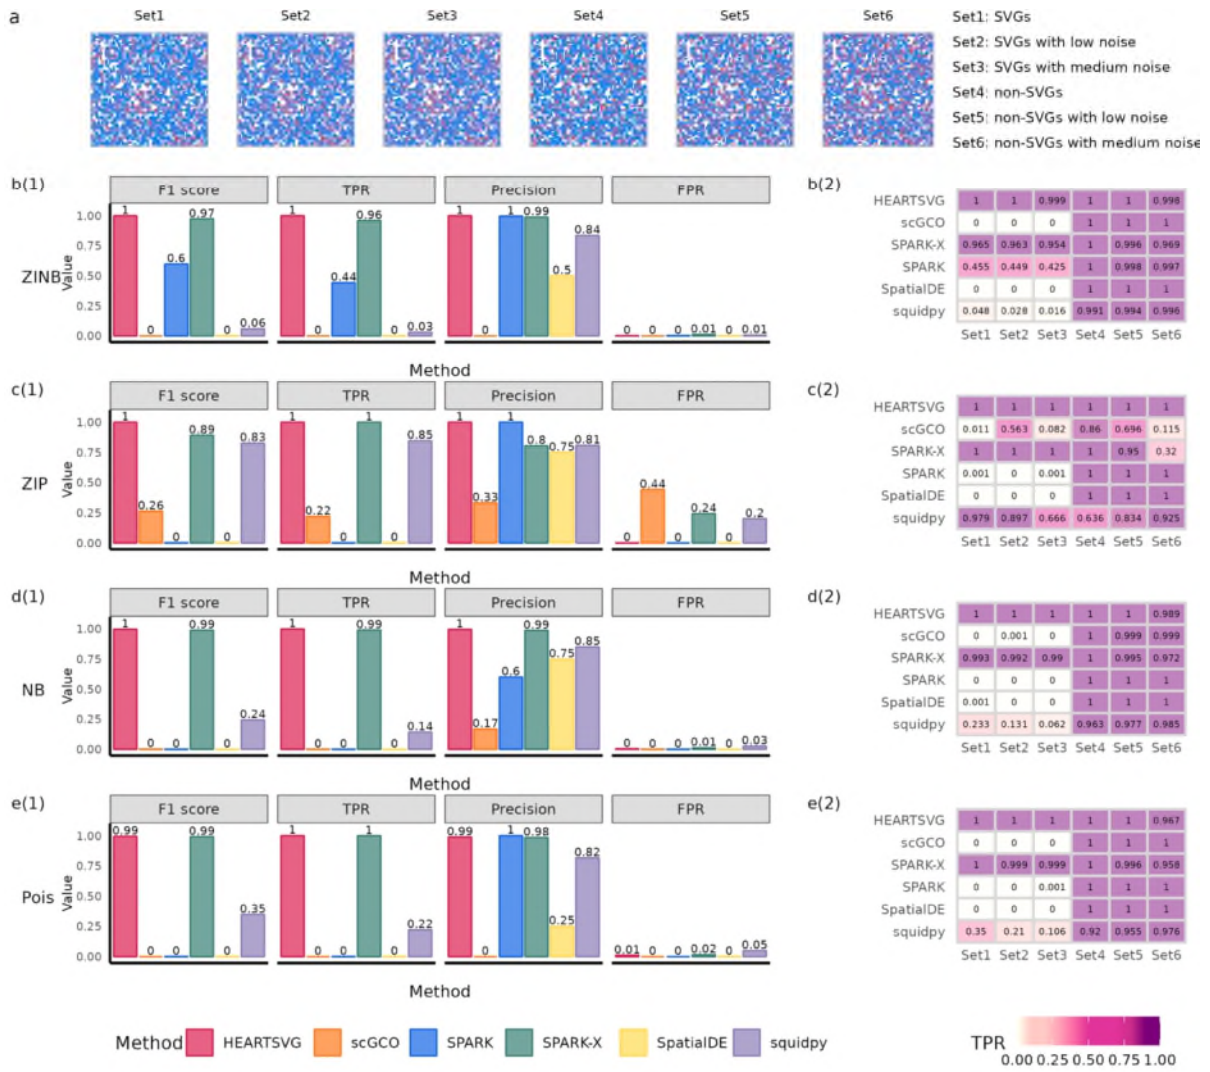 a
Set1 Set2 Set3 Set4 Set5 Set6
Set1: SVGs
Set2: SVGs with low noise
Set3: SVGs with medium noise
Set4: non-SVGs
Set5: non-SVGs with low noise
Set6: non-SVGs with medium noise
b(1)
F1 score TPR Precision FPR
ZINB
Value
1.00
0.75
0.50
0.25
0.00
1 0 0.6 0.97 0 0.06
1 0 0.44 0.96 0 0.03
1 0 1 0.99 0.5 0.84
0 0 0 0.01 0 0.01
Method
b(2)
HEARTSVG 1 1 0.999 1 1 0.998
scGCO 0 0 0 1 1 1
SPARK-X 0.965 0.963 0.954 1 0.996 0.969
SPARK 0.455 0.449 0.425 1 0.998 0.997
SpatialDE 0 0 0 1 1 1
squidpy 0.048 0.028 0.016 0.991 0.994 0.996
Set1 Set2 Set3 Set4 Set5 Set6
c(1)
F1 score TPR Precision FPR
ZIP
Value
1.00
0.75
0.50
0.25
0.00
1 0.26 0 0.89 0 0.83
1 0.22 0 1 0 0.85
1 0.33 1 0.8 0.75 0.81
0 0.44 0 0.24 0 0.2
Method
c(2)
HEARTSVG 1 1 1 1 1 1
scGCO 0.011 0.563 0.082 0.86 0.696 0.115
SPARK-X 1 1 1 1 0.95 0.32
SPARK 0.001 0 0.001 1 1 1
SpatialDE 0 0 0 1 1 1
squidpy 0.979 0.897 0.666 0.636 0.834 0.925
Set1 Set2 Set3 Set4 Set5 Set6
d(1)
F1 score TPR Precision FPR
NB
Value
1.00
0.75
0.50
0.25
0.00
1 0 0 0.99 0 0.24
1 0 0 0.99 0 0.14
1 0.17 0.6 0.99 0.75 0.85
0 0 0 0.01 0 0.03
Method
d(2)
HEARTSVG 1 1 1 1 1 0.989
scGCO 0 0.001 0 1 0.999 0.999
SPARK-X 0.993 0.992 0.99 1 0.995 0.972
SPARK 0 0 0 1 1 1
SpatialDE 0.001 0 0 1 1 1
squidpy 0.233 0.131 0.062 0.963 0.977 0.985
Set1 Set2 Set3 Set4 Set5 Set6
e(1)
F1 score TPR Precision FPR
Pois
Value
1.00
0.75
0.50
0.25
0.00
0.99 0 0 0.99 0 0.35
1 0 0 1 0 0.22
0.99 0 1 0.98 0.25 0.82
0.01 0 0 0.02 0 0.05
Method
e(2)
HEARTSVG 1 1 1 1 1 0.967
scGCO 0 0 0 1 1 1
SPARK-X 1 0.999 0.999 1 0.996 0.958
SPARK 0 0 0.001 1 1 1
SpatialDE 0 0 0 1 1 1
squidpy 0.35 0.21 0.106 0.92 0.955 0.976
Set1 Set2 Set3 Set4 Set5 Set6
Method HEARTSVG scGCO SPARK SPARK-X SpatialDE squidpy
TPR
0.00 0.25 0.50 0.75 1.00